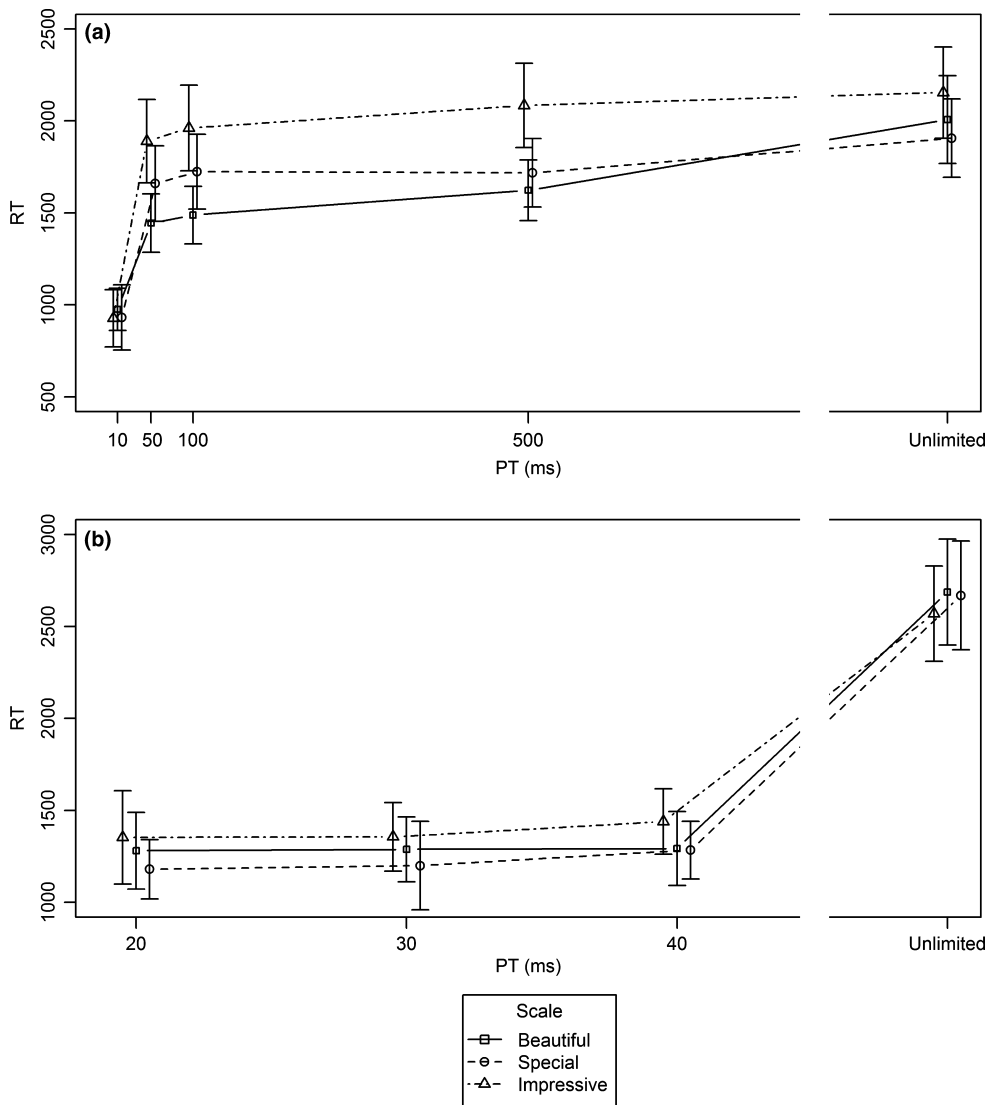 (a)
2500
2000
1500
1000
500
RT
10 50 100 500 Unlimited
PT (ms)
(b)
3000
2500
2000
1500
1000
RT
20 30 40 Unlimited
PT (ms)
Scale
Beautiful
Special
Impressive